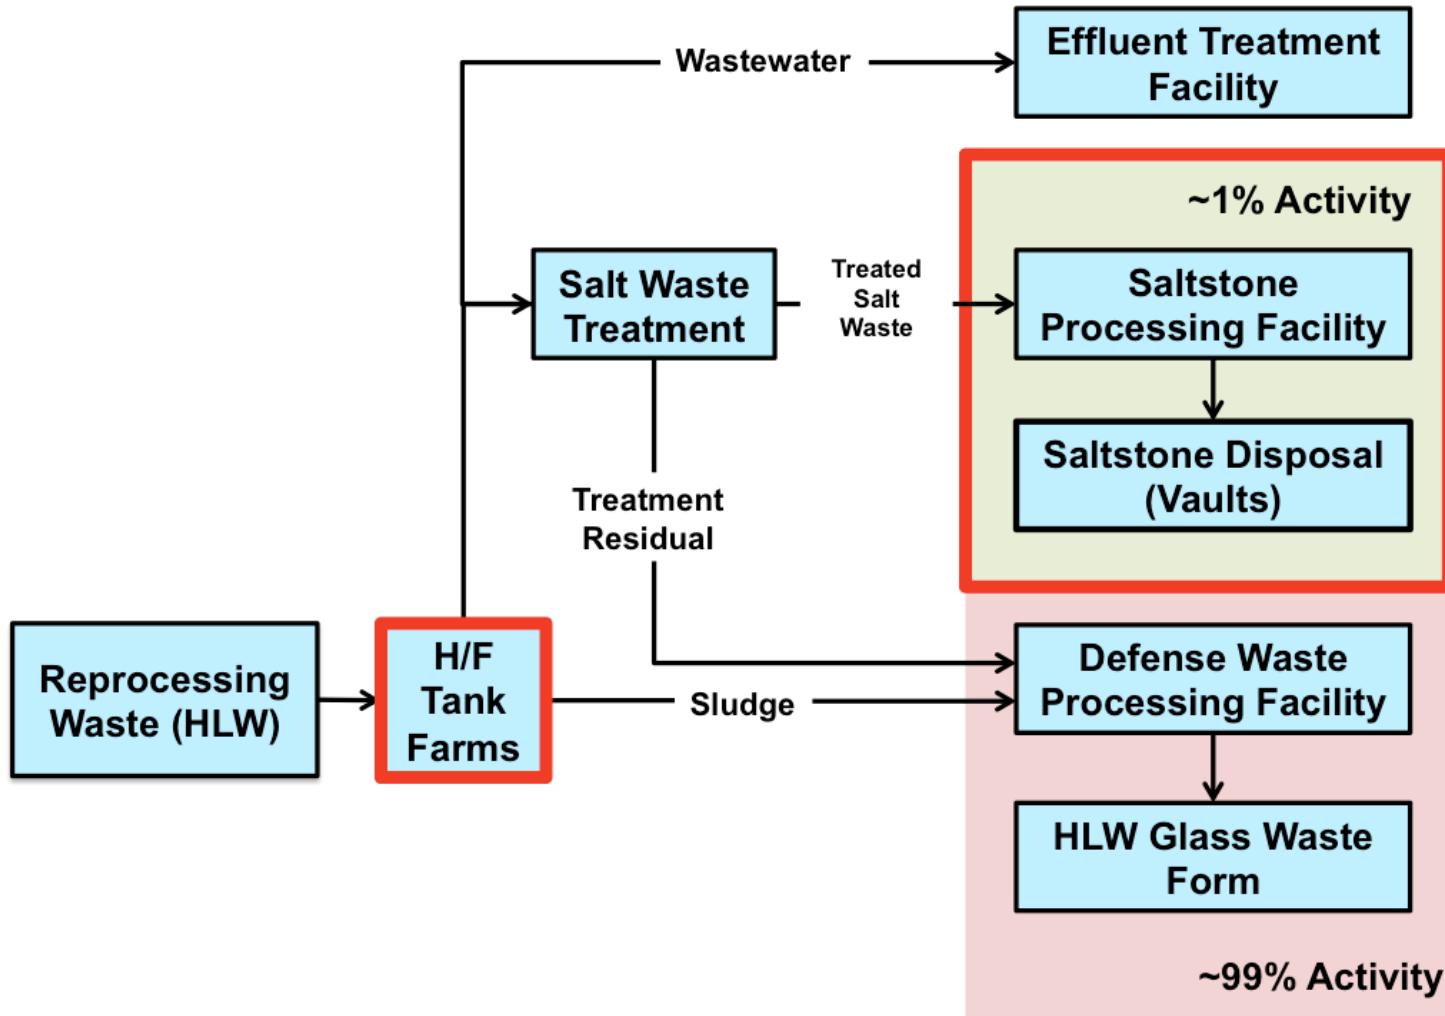 Wastewater
Effluent Treatment
Facility
~1% Activity
Salt Waste
Treatment
Treated
Salt
Waste
Saltstone
Processing Facility
Saltstone Disposal
(Vaults)
Treatment
Residual
Reprocessing
Waste (HLW)
H/F
Tank
Farms
Sludge
Defense Waste
Processing Facility
HLW Glass Waste
Form
~99% Activity